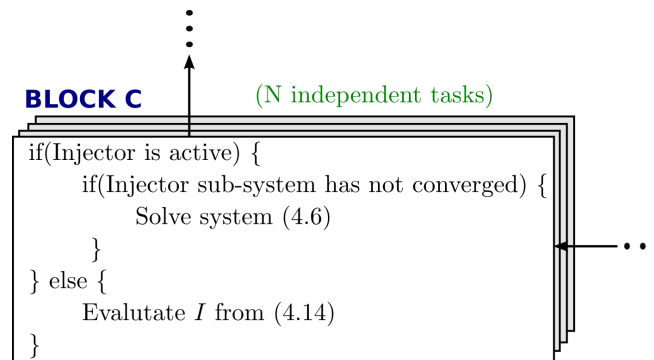 BLOCK C
(N independent tasks)
if(Injector is active) {
if(Injector sub-system has not converged) {
Solve system (4.6)
}
} else {
Evalutate I from (4.14)
}